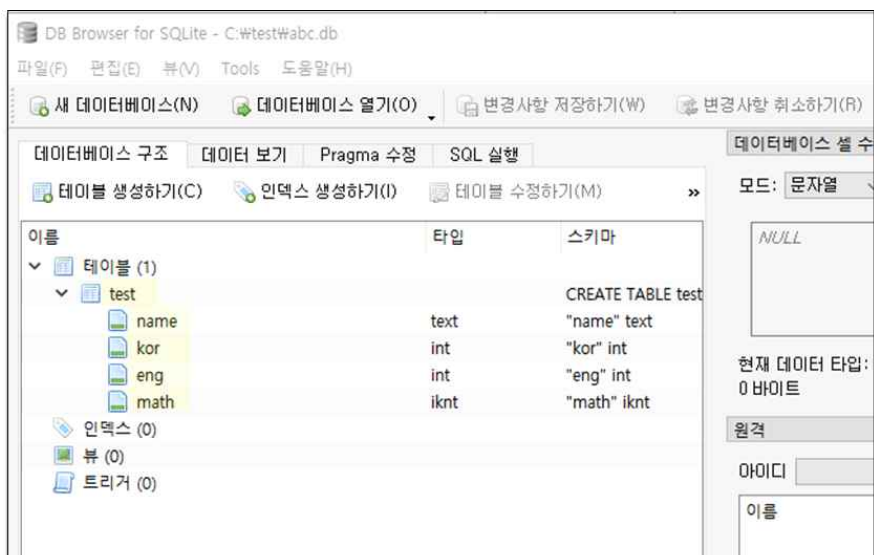 DB Browser for SQLite - C:₩test₩abc.db
파일(F) 편집(E) 뷰(V) Tools 도움말(H)
새 데이터베이스(N) 데이터베이스 열기(O) 변경사항 저장하기(W) 변경사항 취소하기(R)
데이터베이스 구조 데이터 보기 Pragma 수정 SQL 실행
데이터베이스 셀 수
테이블 생성하기(C) 인덱스 생성하기(I) 테이블 수정하기(M) »
모드: 문자열
이름 타입 스키마
NULL
테이블 (1)
test CREATE TABLE test
name text "name" text
kor int "kor" int
eng int "eng" int
math iknt "math" iknt
현재 데이터 타입:
0 바이트
인덱스 (0)
뷰 (0)
트리거 (0)
원격
아이디
이름